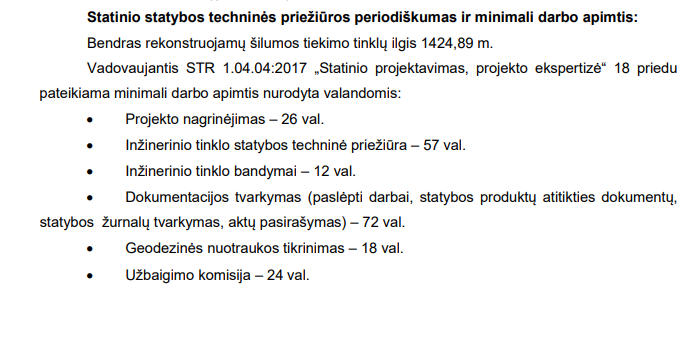 Statinio statybos techninės priežiūros periodiškumas ir minimali darbo apimtis:
Bendras rekonstruojamų šilumos tiekimo tinklų ilgis 1424,89 m.
Vadovaujantis STR 1.04.04:2017 „Statinio projektavimas, projekto ekspertizė“ 18 priedu
pateikiama minimali darbo apimtis nurodyta valandomis:
• Projekto nagrinėjimas – 26 val.
• Inžinerinio tinklo statybos techninė priežiūra – 57 val.
• Inžinerinio tinklo bandymai – 12 val.
• Dokumentacijos tvarkymas (paslėpti darbai, statybos produktų atitikties dokumentų,
statybos žurnalų tvarkymas, aktų pasirašymas) – 72 val.
• Geodezinės nuotraukos tikrinimas – 18 val.
• Užbaigimo komisija – 24 val.